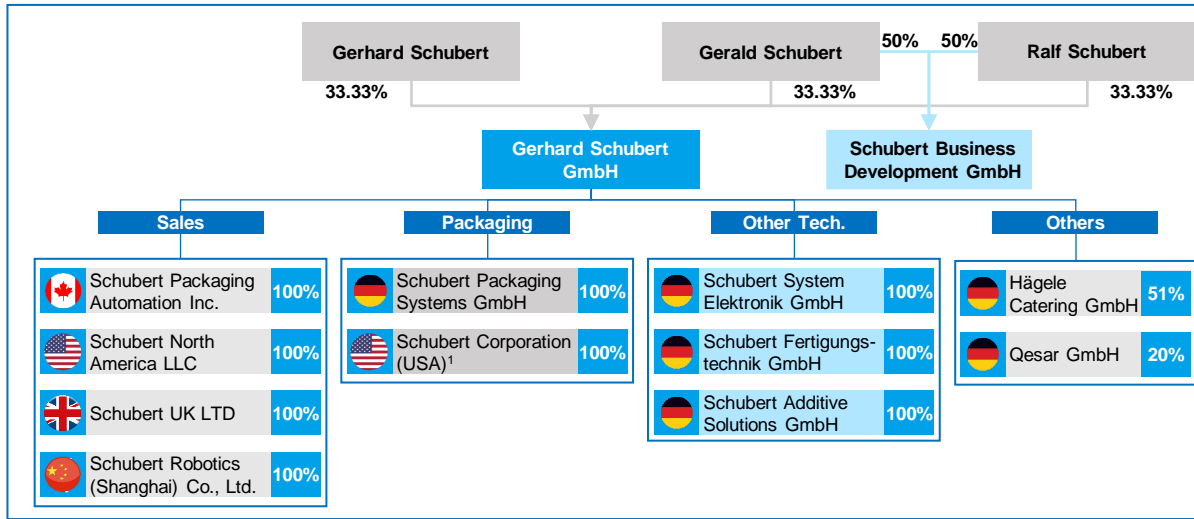 Gerhard Schubert
Gerald Schubert
50%
50%
Ralf Schubert
33.33%
33.33%
33.33%
Gerhard Schubert
GmbH
Schubert Business
Development GmbH
Sales
Packaging
Other Tech.
Others
Schubert Packaging
Automation Inc.
100%
Schubert North
America LLC
100%
Schubert UK LTD
100%
Schubert Robotics
(Shanghai) Co., Ltd.
100%
Schubert Packaging
Systems GmbH
100%
Schubert Corporation
(USA)¹
100%
Schubert System
Elektronik GmbH
100%
Schubert Fertigungs-
technik GmbH
100%
Schubert Additive
Solutions GmbH
100%
Hägele
Catering GmbH
51%
Qesar GmbH
20%